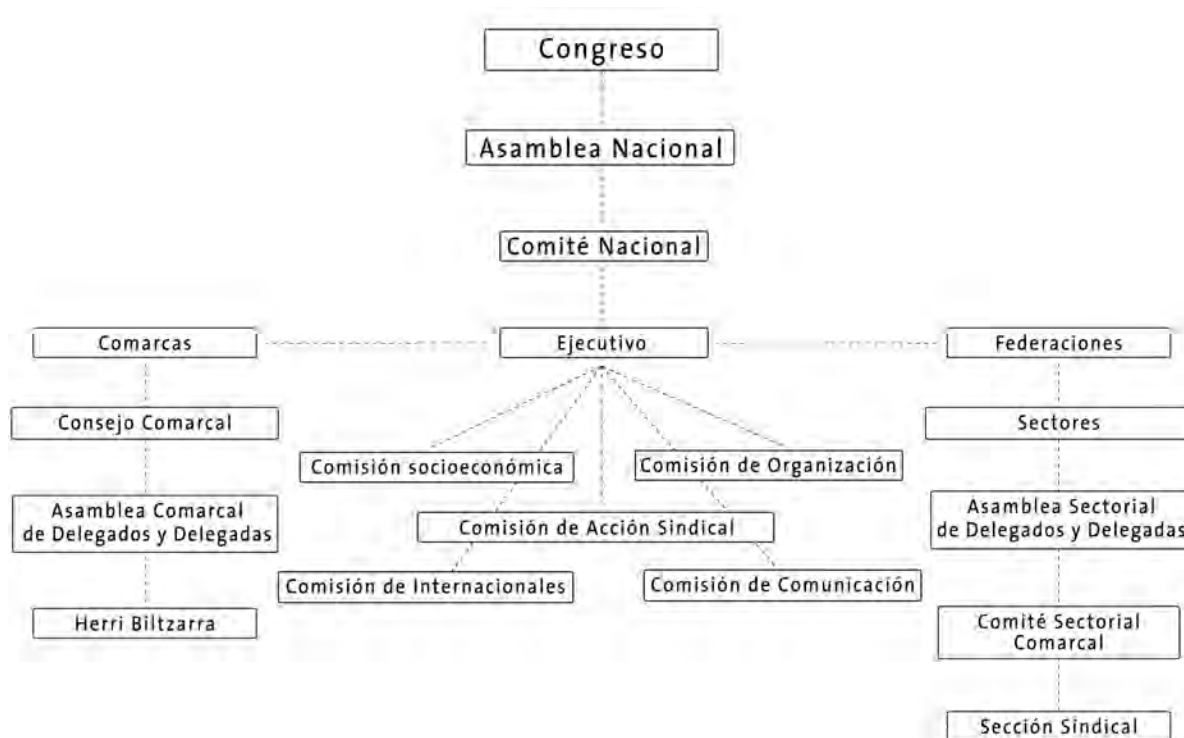 Congreso
Asamblea Nacional
Comité Nacional
Comarcas
Ejecutivo
Federaciones
Consejo Comarcal
Sectores
Comisión socioeconómica
Comisión de Organización
Asamblea Comarcal
de Delegados y Delegadas
Comisión de Acción Sindical
Asamblea Sectorial
de Delegados y Delegadas
Comisión de Internacionales
Comisión de Comunicación
Herri Biltzarra
Comité Sectorial
Comarcal
Sección Sindical